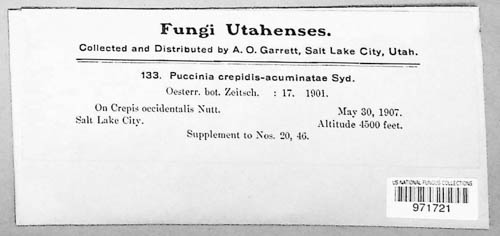 Fungi Utahenses.
Collected and Distributed by A. O. Garrett, Salt Lake City, Utah.
133. Puccinia crepidis-acuminatae Syd.
Oesterr. bot. Zeitsch. : 17. 1901.
On Crepis occidentalis Nutt. May 30, 1907.
Salt Lake City. Altitude 4500 feet.
Supplement to Nos. 20, 46.
US NATIONAL FUNGUS COLLECTIONS
971721